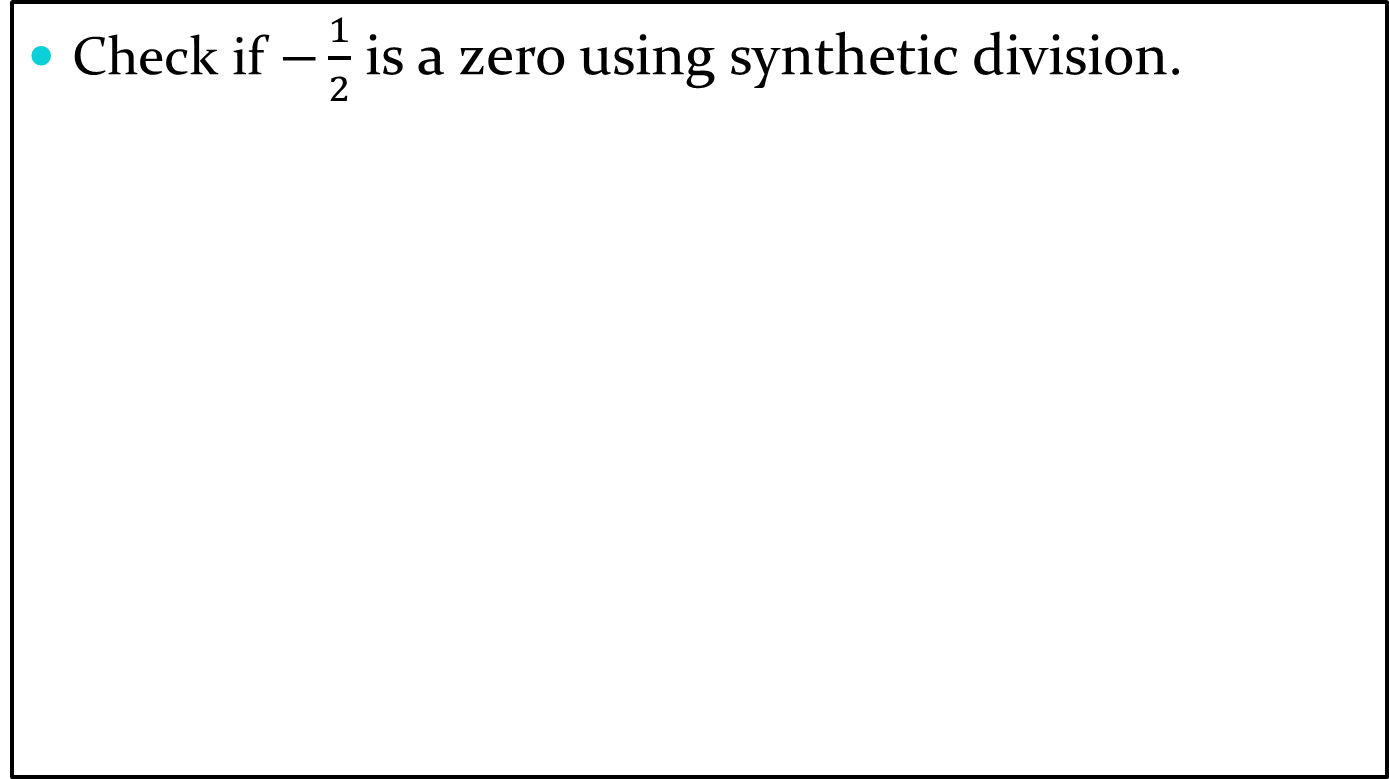 • Check if −1/2 is a zero using synthetic division.